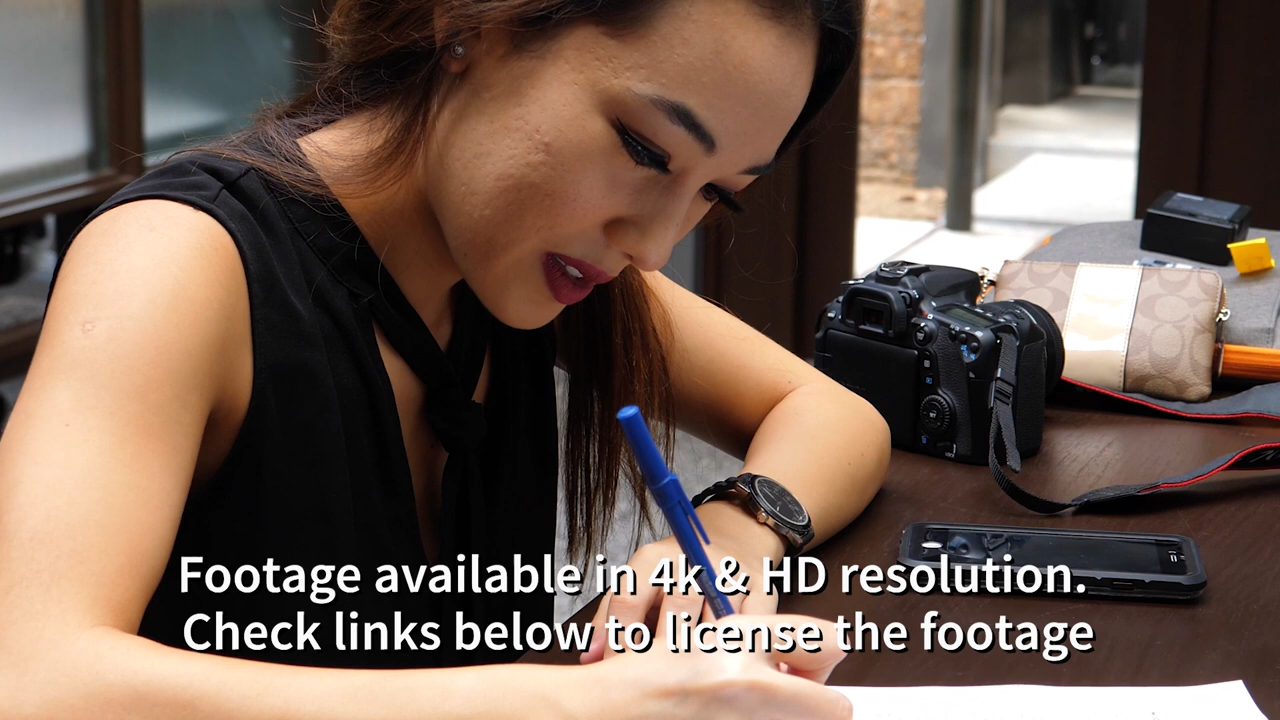 Footage available in 4k & HD resolution.
Check links below to license the footage